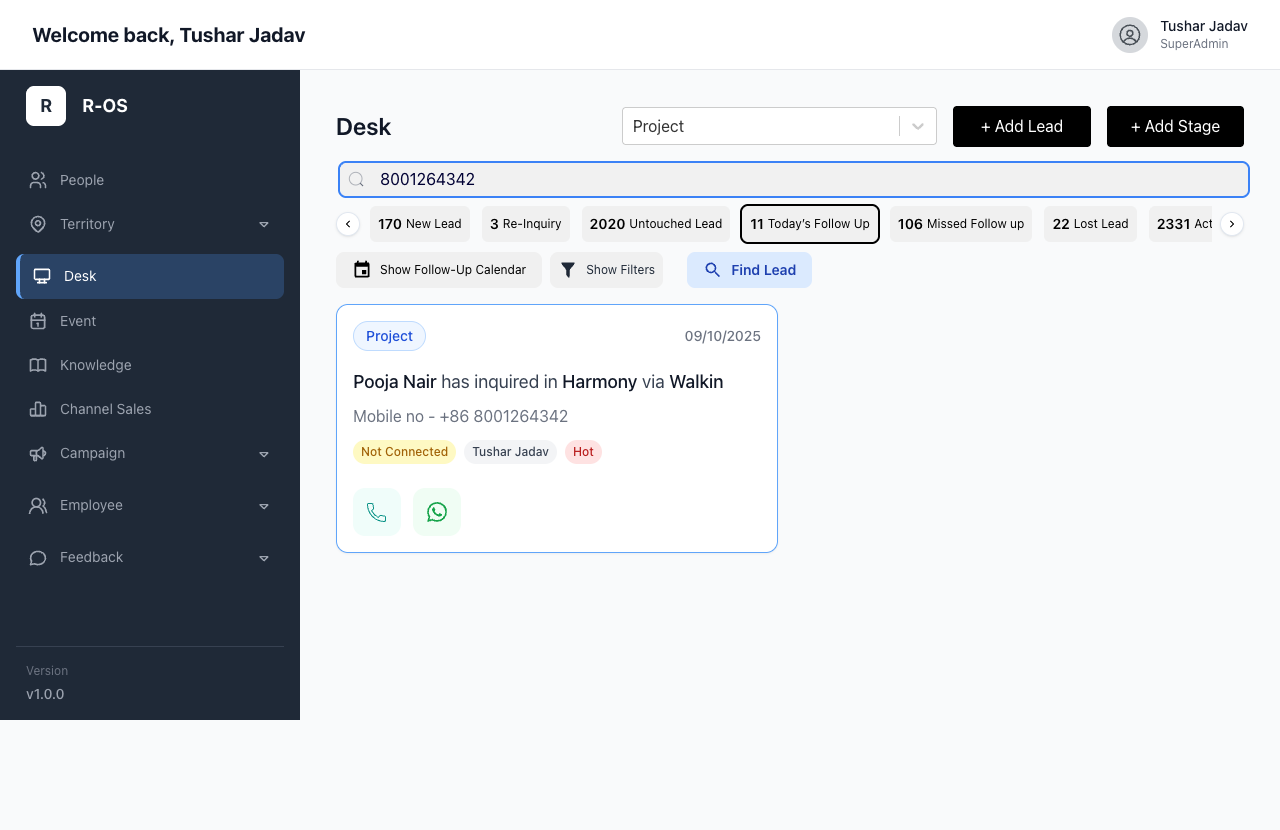 Welcome back, Tushar Jadav
Tushar Jadav
SuperAdmin
R
R-OS
People
Territory
Desk
Event
Knowledge
Channel Sales
Campaign
Employee
Feedback
Version
v1.0.0
Desk
Project
+ Add Lead
+ Add Stage
8001264342
170 New Lead
3 Re-Inquiry
2020 Untouched Lead
11 Today's Follow Up
106 Missed Follow up
22 Lost Lead
2331 Act
Show Follow-Up Calendar
Show Filters
Find Lead
Project
09/10/2025
Pooja Nair has inquired in Harmony via Walkin
Mobile no - +86 8001264342
Not Connected
Tushar Jadav
Hot